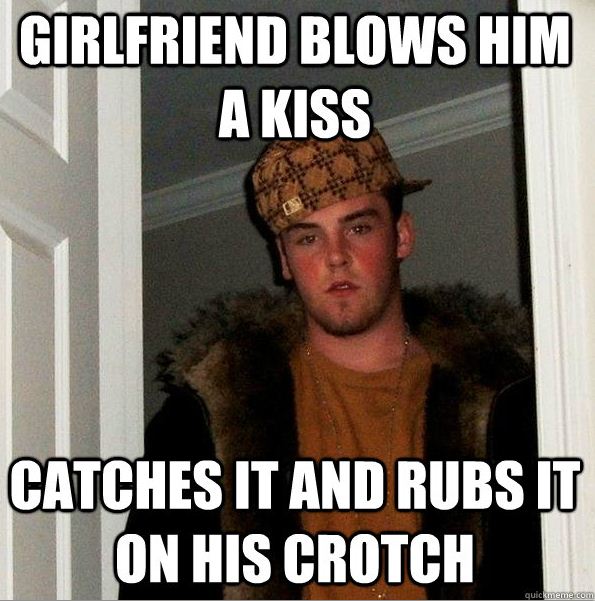 GIRLFRIEND BLOWS HIM
A KISS
CATCHES IT AND RUBS IT
ON HIS CROTCH
quickmeme.com